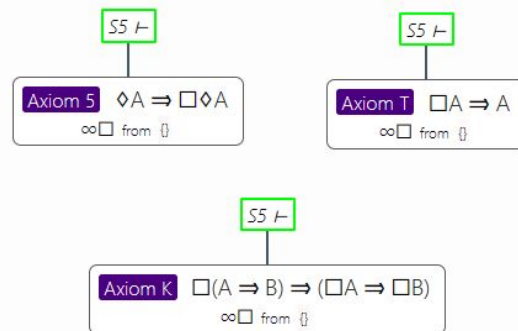 S5 ⊢
Axiom 5 ◊A ⇒ □◊A
∞□ from {}
S5 ⊢
Axiom T □A ⇒ A
∞□ from {}
S5 ⊢
Axiom K □(A ⇒ B) ⇒ (□A ⇒ □B)
∞□ from {}